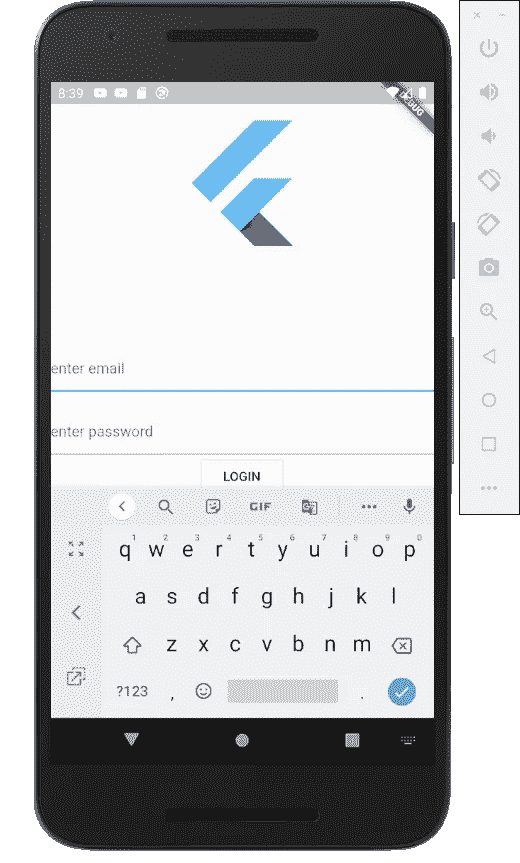 8:39
DEBUG
enter email
enter password
LOGIN
GIF
1 2 3 4 5 6 7 8 9 0
q w e r t y u i o p
a s d f g h j k l
z x c v b n m
?123 , .